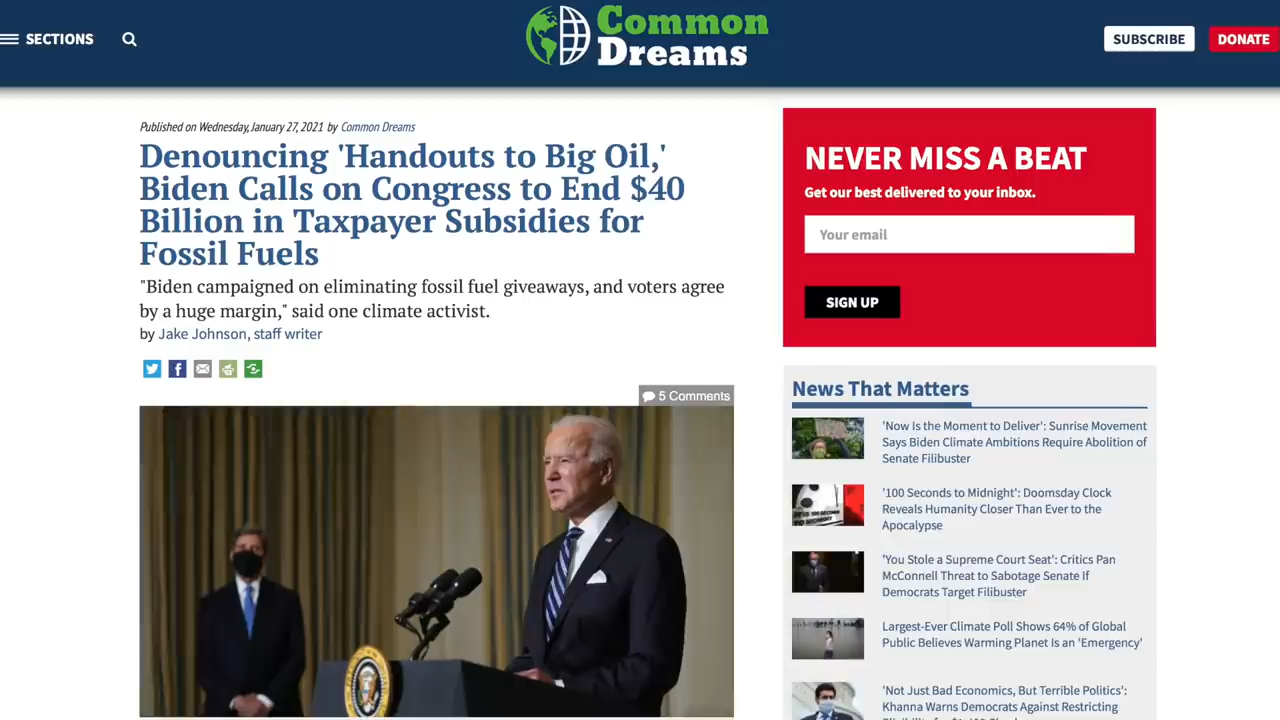 SECTIONS
Common
Dreams
SUBSCRIBE
DONATE
Published on Wednesday, January 27, 2021 by Common Dreams
Denouncing 'Handouts to Big Oil,'
Biden Calls on Congress to End $40
Billion in Taxpayer Subsidies for
Fossil Fuels
"Biden campaigned on eliminating fossil fuel giveaways, and voters agree
by a huge margin," said one climate activist.
by Jake Johnson, staff writer
5 Comments
NEVER MISS A BEAT
Get our best delivered to your inbox.
Your email
SIGN UP
News That Matters
'Now Is the Moment to Deliver': Sunrise Movement
Says Biden Climate Ambitions Require Abolition of
Senate Filibuster
'100 Seconds to Midnight': Doomsday Clock
Reveals Humanity Closer Than Ever to the
Apocalypse
'You Stole a Supreme Court Seat': Critics Pan
McConnell Threat to Sabotage Senate If
Democrats Target Filibuster
Largest-Ever Climate Poll Shows 64% of Global
Public Believes Warming Planet Is an 'Emergency'
'Not Just Bad Economics, But Terrible Politics':
Khanna Warns Democrats Against Restricting